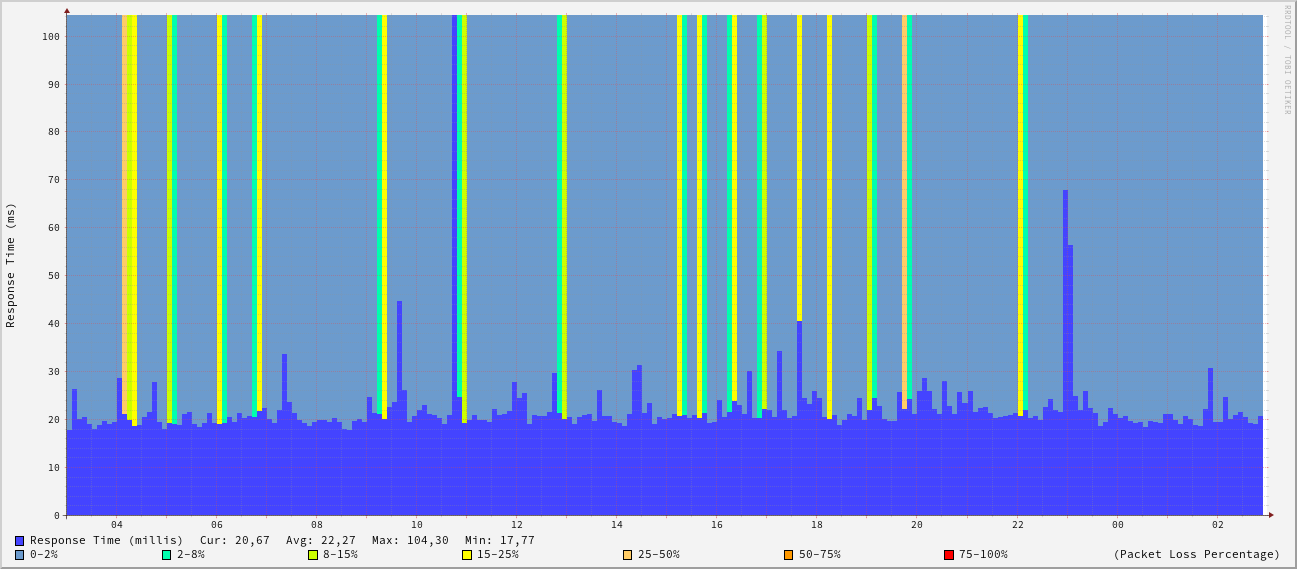 RRDTOOL / TOBI OETIKER
Response Time (ms)
100
90
80
70
60
50
40
30
20
10
0
04 06 08 10 12 14 16 18 20 22 00 02
Response Time (millis) Cur: 20,67 Avg: 22,27 Max: 104,30 Min: 17,77
0-2% 2-8% 8-15% 15-25% 25-50% 50-75% 75-100% (Packet Loss Percentage)